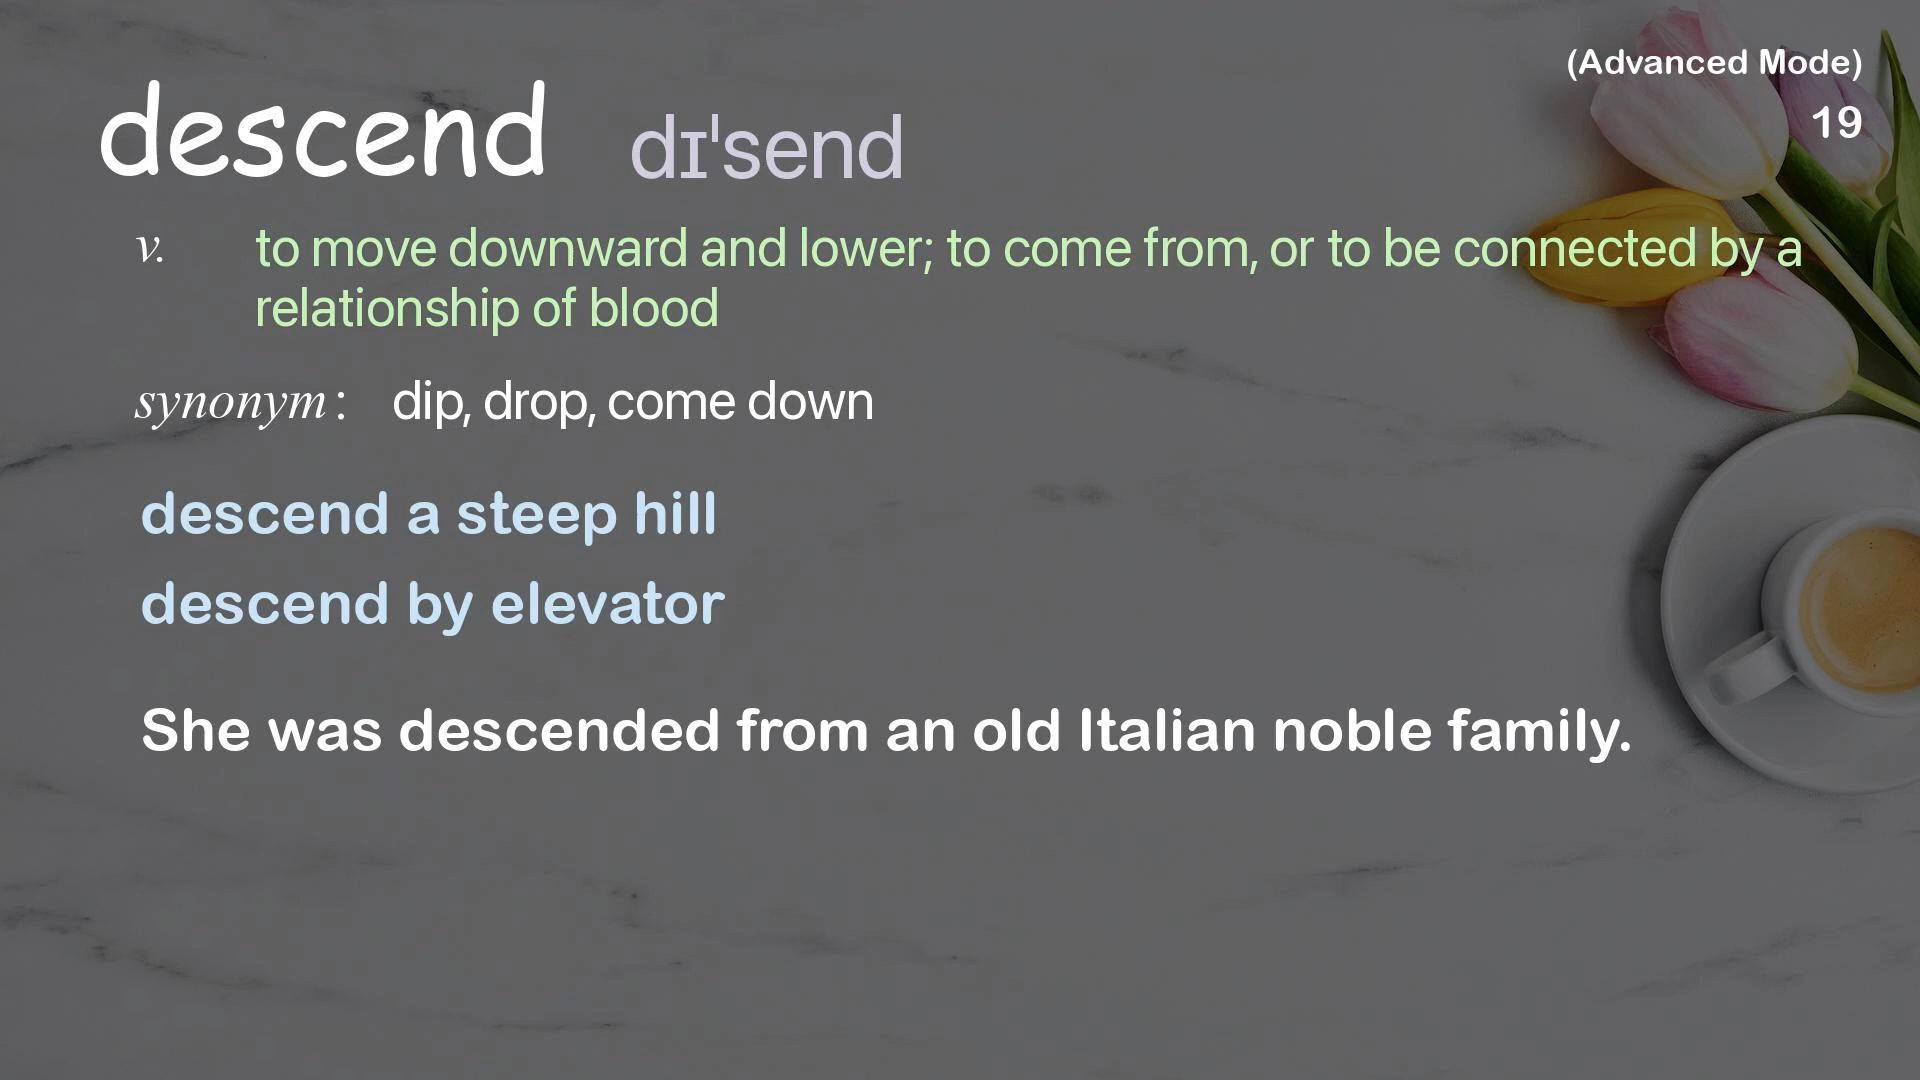 (Advanced Mode)
19
descend dɪˈsend
v. to move downward and lower; to come from, or to be connected by a
relationship of blood
synonym : dip, drop, come down
descend a steep hill
descend by elevator
She was descended from an old Italian noble family.